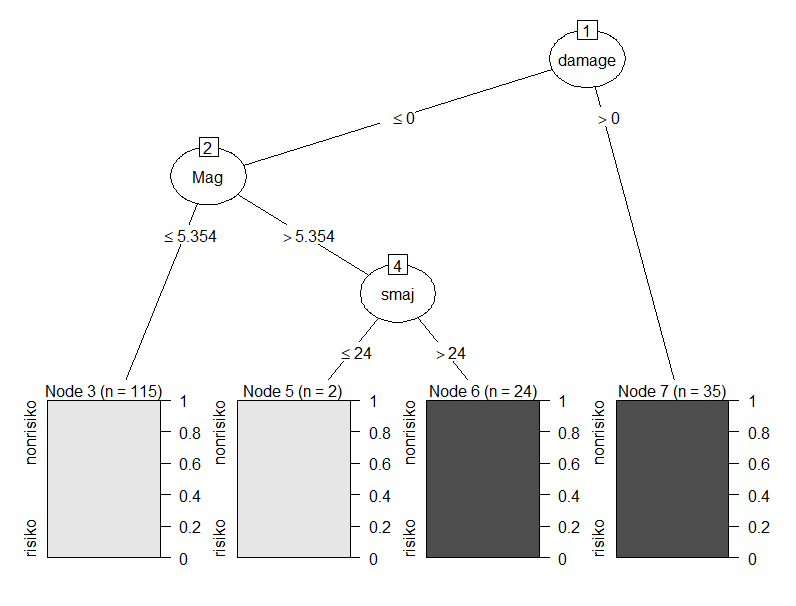 1
damage
≤ 0
> 0
2
Mag
≤ 5.354
> 5.354
4
smaj
≤ 24
> 24
Node 3 (n = 115)
nonrisiko
risiko
1
0.8
0.6
0.4
0.2
0
Node 5 (n = 2)
nonrisiko
risiko
1
0.8
0.6
0.4
0.2
0
Node 6 (n = 24)
nonrisiko
risiko
1
0.8
0.6
0.4
0.2
0
Node 7 (n = 35)
nonrisiko
risiko
1
0.8
0.6
0.4
0.2
0